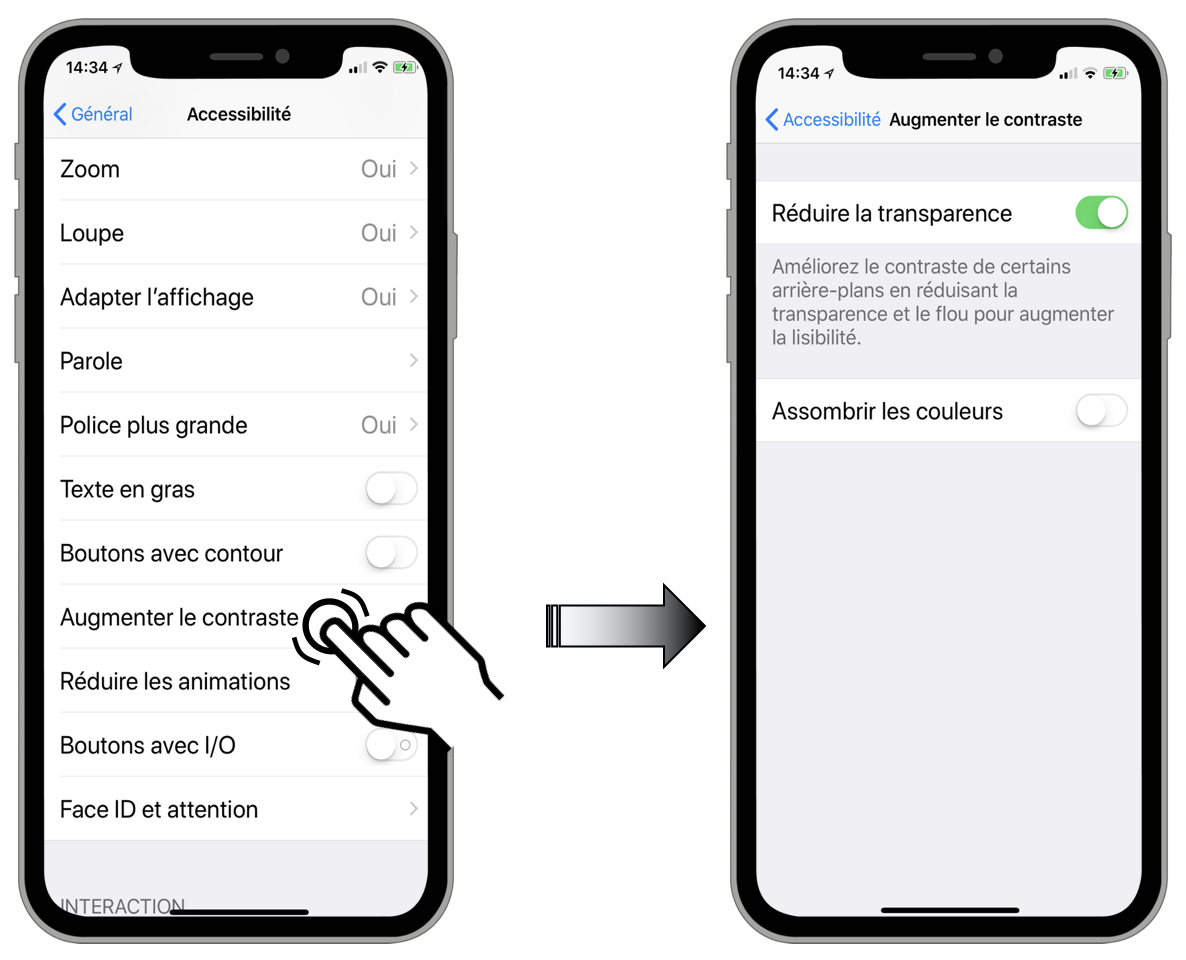 14:34
Général Accessibilité
Zoom Oui
Loupe Oui
Adapter l’affichage Oui
Parole
Police plus grande Oui
Texte en gras
Boutons avec contour
Augmenter le contraste
Réduire les animations
Boutons avec I/O
Face ID et attention
INTERACTION
14:34
Accessibilité Augmenter le contraste
Réduire la transparence
Améliorez le contraste de certains
arrière-plans en réduisant la
transparence et le flou pour augmenter
la lisibilité.
Assombrir les couleurs